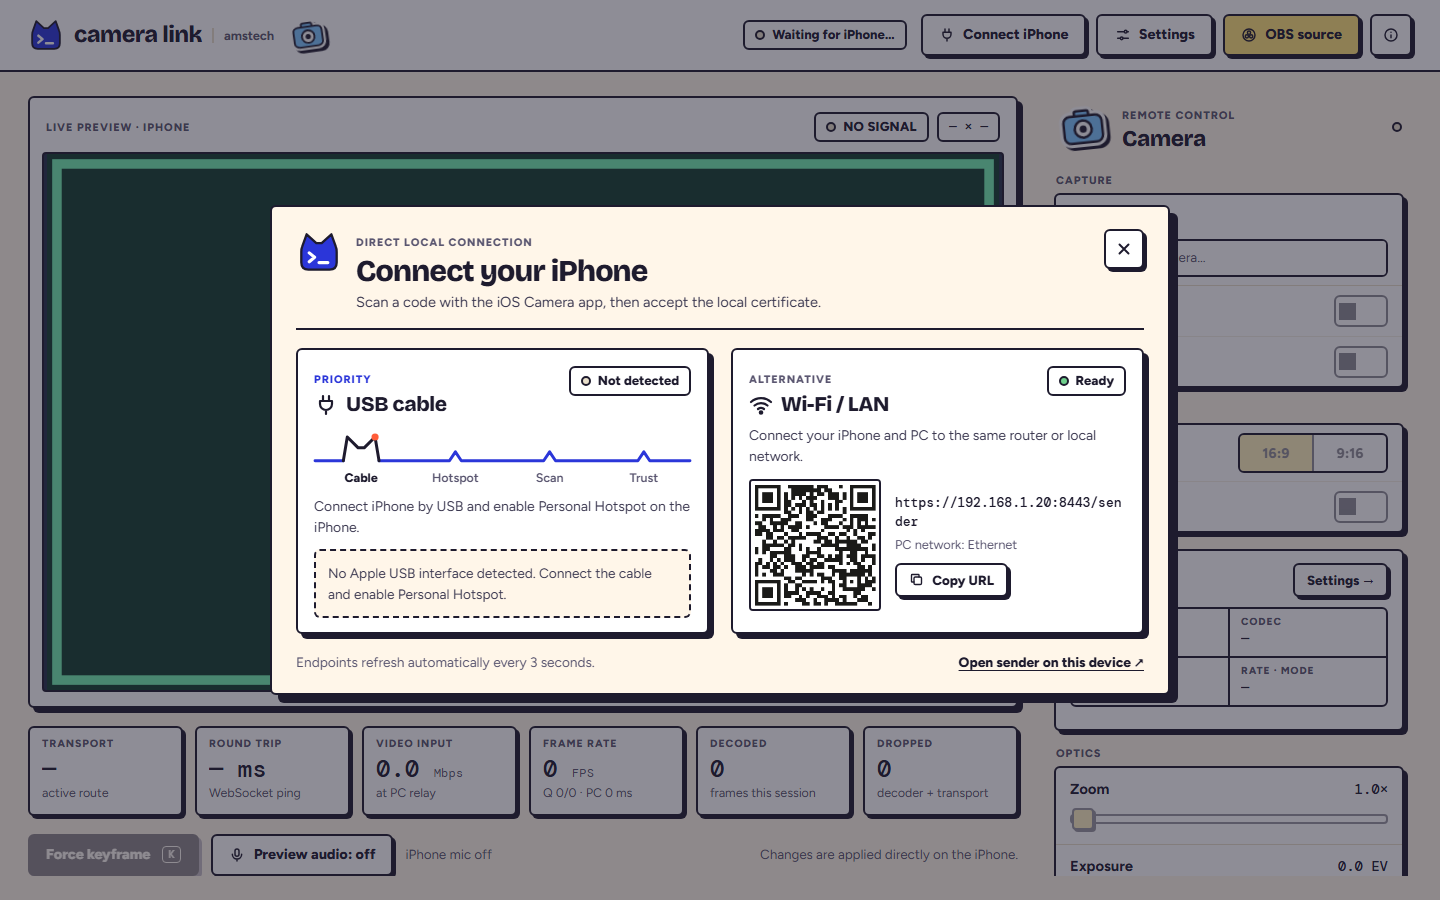 camera link
amstech
Waiting for iPhone...
Connect iPhone
Settings
OBS source
LIVE PREVIEW · IPHONE
NO SIGNAL
— × —
REMOTE CONTROL
Camera
CAPTURE
era...
DIRECT LOCAL CONNECTION
Connect your iPhone
Scan a code with the iOS Camera app, then accept the local certificate.
PRIORITY
USB cable
Not detected
Cable
Hotspot
Scan
Trust
Connect iPhone by USB and enable Personal Hotspot on the
iPhone.
No Apple USB interface detected. Connect the cable
and enable Personal Hotspot.
ALTERNATIVE
Wi-Fi / LAN
Ready
Connect your iPhone and PC to the same router or local
network.
https://192.168.1.20:8443/sen
der
PC network: Ethernet
Copy URL
Endpoints refresh automatically every 3 seconds.
Open sender on this device ↗
16:9
9:16
Settings →
CODEC
—
RATE · MODE
—
TRANSPORT
—
active route
ROUND TRIP
— ms
WebSocket ping
VIDEO INPUT
0.0 Mbps
at PC relay
FRAME RATE
0 FPS
Q 0/0 · PC 0 ms
DECODED
0
frames this session
DROPPED
0
decoder + transport
OPTICS
Zoom
1.0×
Exposure
0.0 EV
Force keyframe
K
Preview audio: off
iPhone mic off
Changes are applied directly on the iPhone.